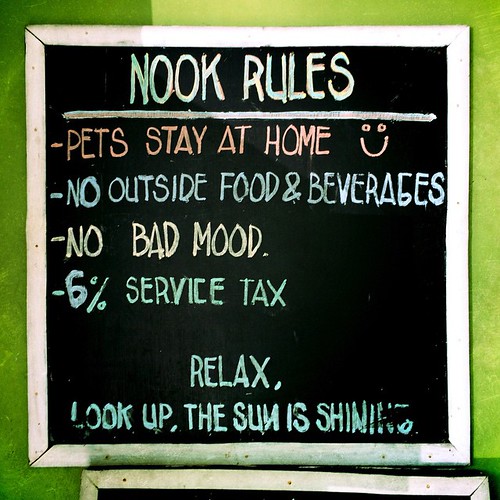 NOOK RULES
-PETS STAY AT HOME
-NO OUTSIDE FOOD & BEVERAGES
-NO BAD MOOD.
-6% SERVICE TAX
RELAX,
LOOK UP. THE SUN IS SHINING.